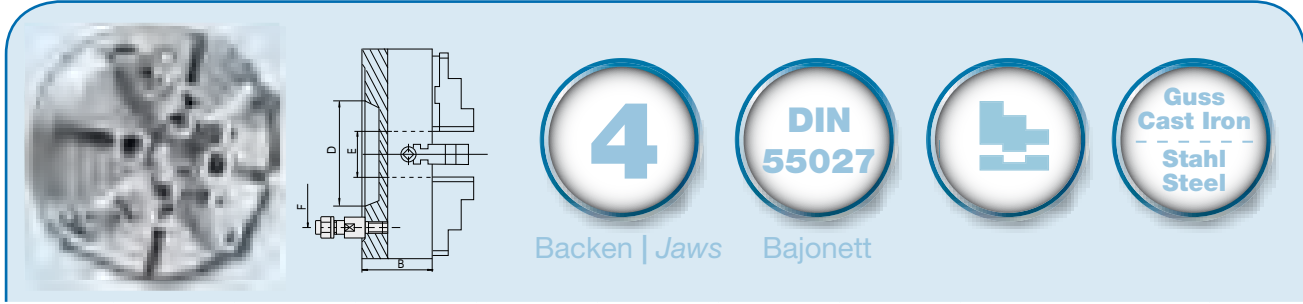 D
E
F
B
4
Backen | Jaws
DIN
55027
Bajonett
Guss
Cast Iron
Stahl
Steel